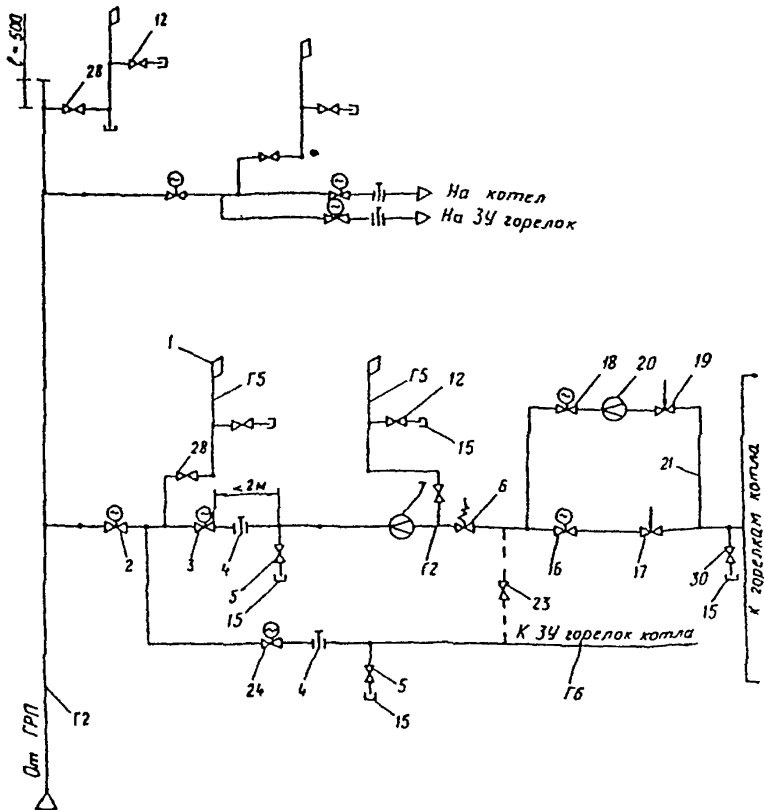 ℓ = 500
12
28
На котел
На ЗУ горелок
1
Г5
Г5
12
15
28
18
20
19
< 2м
7
6
21
2
3
4
5
15
Г2
16
17
30
15
23
К горелкам котла
К ЗУ горелок котла
24
4
5
15
Г6
Г2
От ГРП